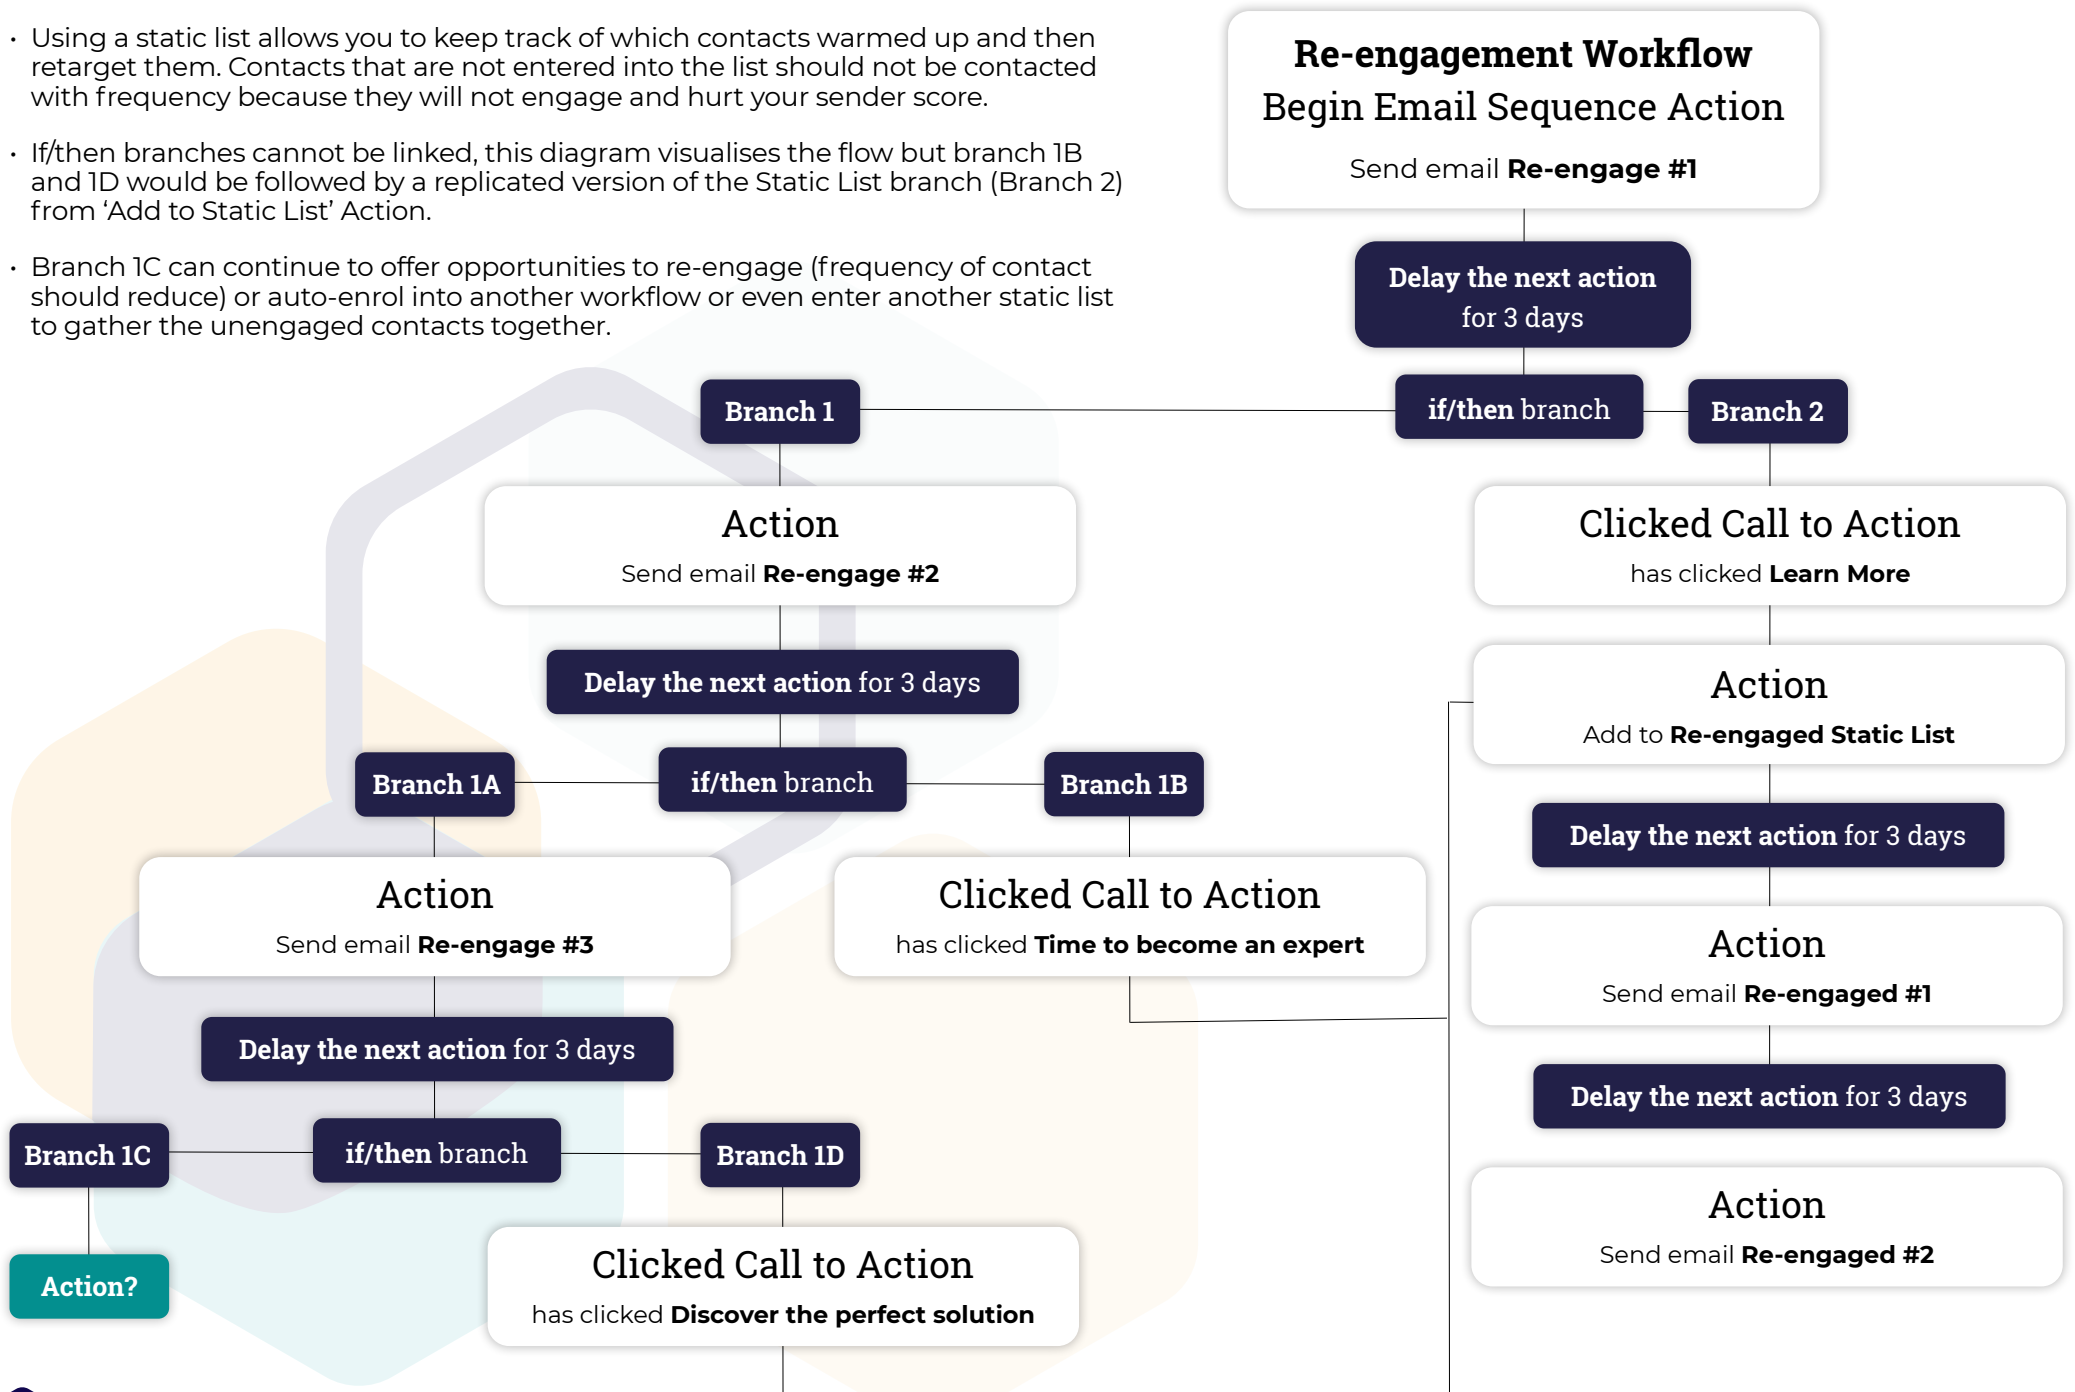 · Using a static list allows you to keep track of which contacts warmed up and then
retarget them. Contacts that are not entered into the list should not be contacted
with frequency because they will not engage and hurt your sender score.
· If/then branches cannot be linked, this diagram visualises the flow but branch 1B
and 1D would be followed by a replicated version of the Static List branch (Branch 2)
from ‘Add to Static List’ Action.
· Branch 1C can continue to offer opportunities to re-engage (frequency of contact
should reduce) or auto-enrol into another workflow or even enter another static list
to gather the unengaged contacts together.
Re-engagement Workflow
Begin Email Sequence Action
Send email Re-engage #1
Delay the next action
for 3 days
Branch 1
if/then branch
Branch 2
Action
Send email Re-engage #2
Clicked Call to Action
has clicked Learn More
Delay the next action for 3 days
Action
Add to Re-engaged Static List
Branch 1A
if/then branch
Branch 1B
Delay the next action for 3 days
Action
Send email Re-engage #3
Clicked Call to Action
has clicked Time to become an expert
Action
Send email Re-engaged #1
Delay the next action for 3 days
Delay the next action for 3 days
Branch 1C
if/then branch
Branch 1D
Action
Send email Re-engaged #2
Action?
Clicked Call to Action
has clicked Discover the perfect solution